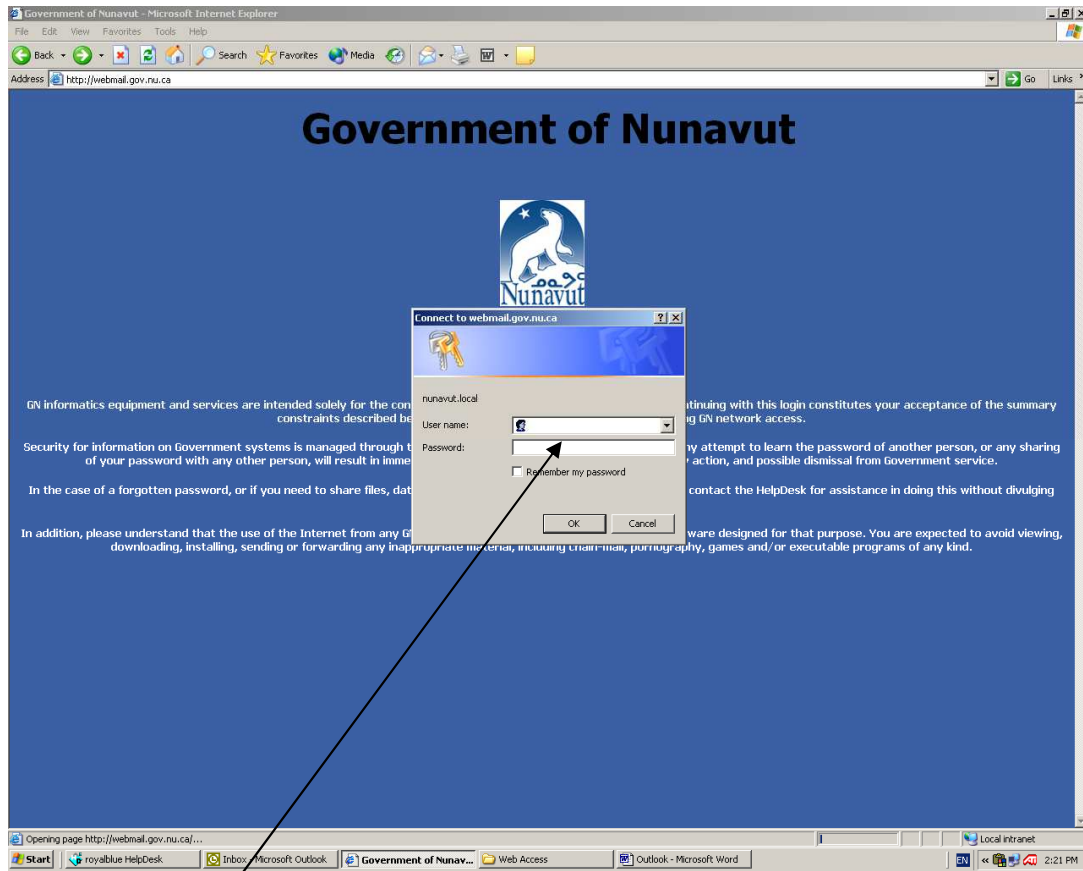 Government of Nunavut - Microsoft Internet Explorer
File Edit View Favorites Tools Help
Back Search Favorites Media
Address http://webmail.gov.nu.ca Go Links
Government of Nunavut
ᓄᓇᕗᑦ
Nunavut
Connect to webmail.gov.nu.ca
nunavut.local
User name:
Password:
Remember my password
OK Cancel
GN informatics equipment and services are intended solely for the con tinuing with this login constitutes your acceptance of the summary
constraints described be g GN network access.
Security for information on Government systems is managed through t ny attempt to learn the password of another person, or any sharing
of your password with any other person, will result in imme action, and possible dismissal from Government service.
In the case of a forgotten password, or if you need to share files, dat contact the HelpDesk for assistance in doing this without divulging
In addition, please understand that the use of the Internet from any G ware designed for that purpose. You are expected to avoid viewing,
downloading, installing, sending or forwarding any inappropriate material, including chain-mail, pornography, games and/or executable programs of any kind.
Opening page http://webmail.gov.nu.ca/... Local intranet
Start royalblue HelpDesk Inbox - Microsoft Outlook Government of Nunav... Web Access Outlook - Microsoft Word EN 2:21 PM